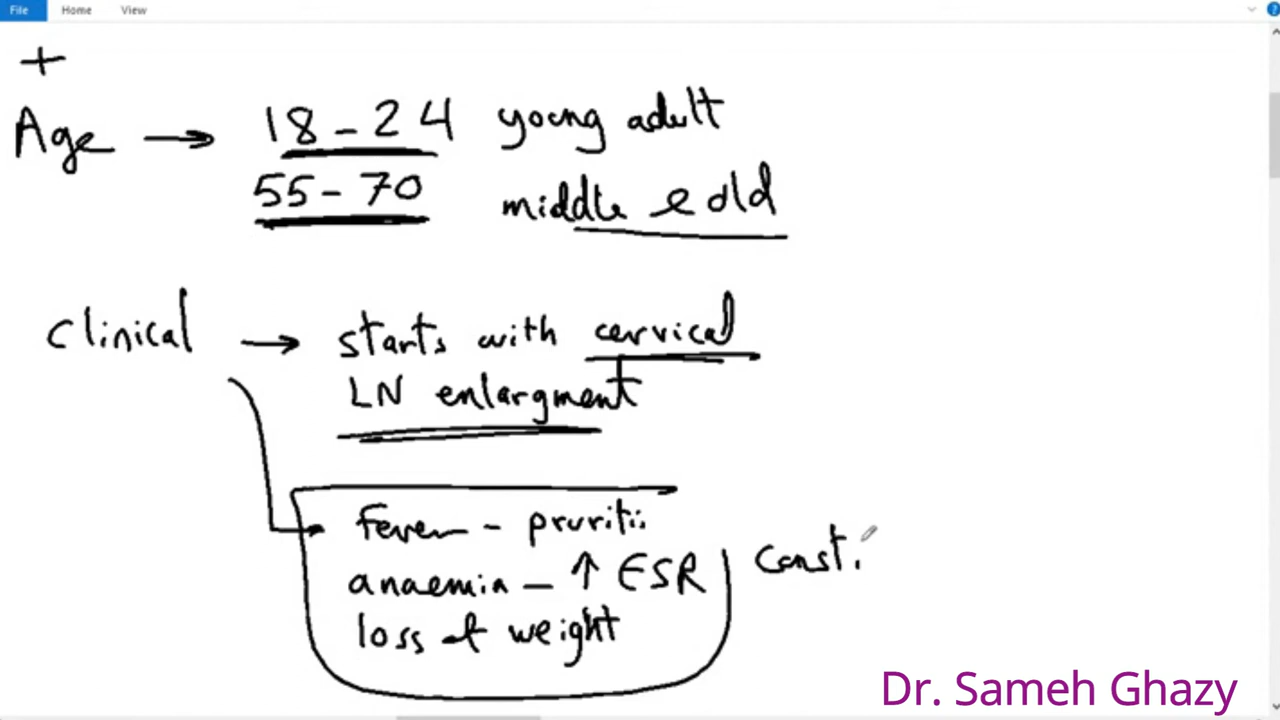 File Home View
+
Age → 18 - 24 young adult
55 - 70 middle e old
Clinical → starts with cervical
LN enlargment
Fever - pruritii
anaemia - ↑ ESR
loss of weight
const.
Dr. Sameh Ghazy